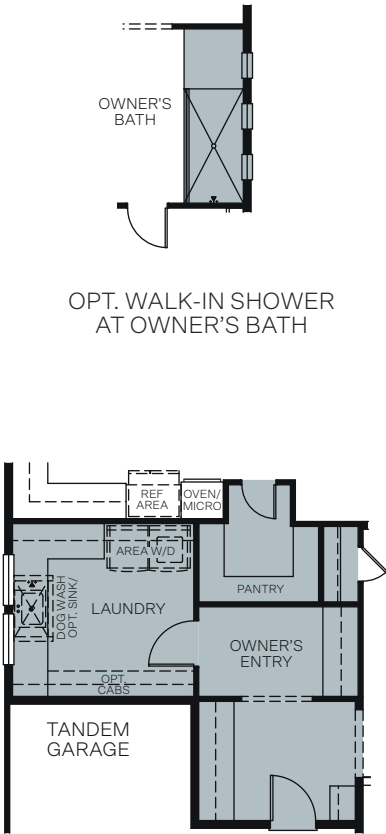 OWNER'S
BATH
OPT. WALK-IN SHOWER
AT OWNER'S BATH
REF
AREA
OVEN/
MICRO
AREA W/D
PANTRY
DOG WASH
OPT. SINK/
LAUNDRY
OWNER'S
ENTRY
OPT.
CABS
TANDEM
GARAGE